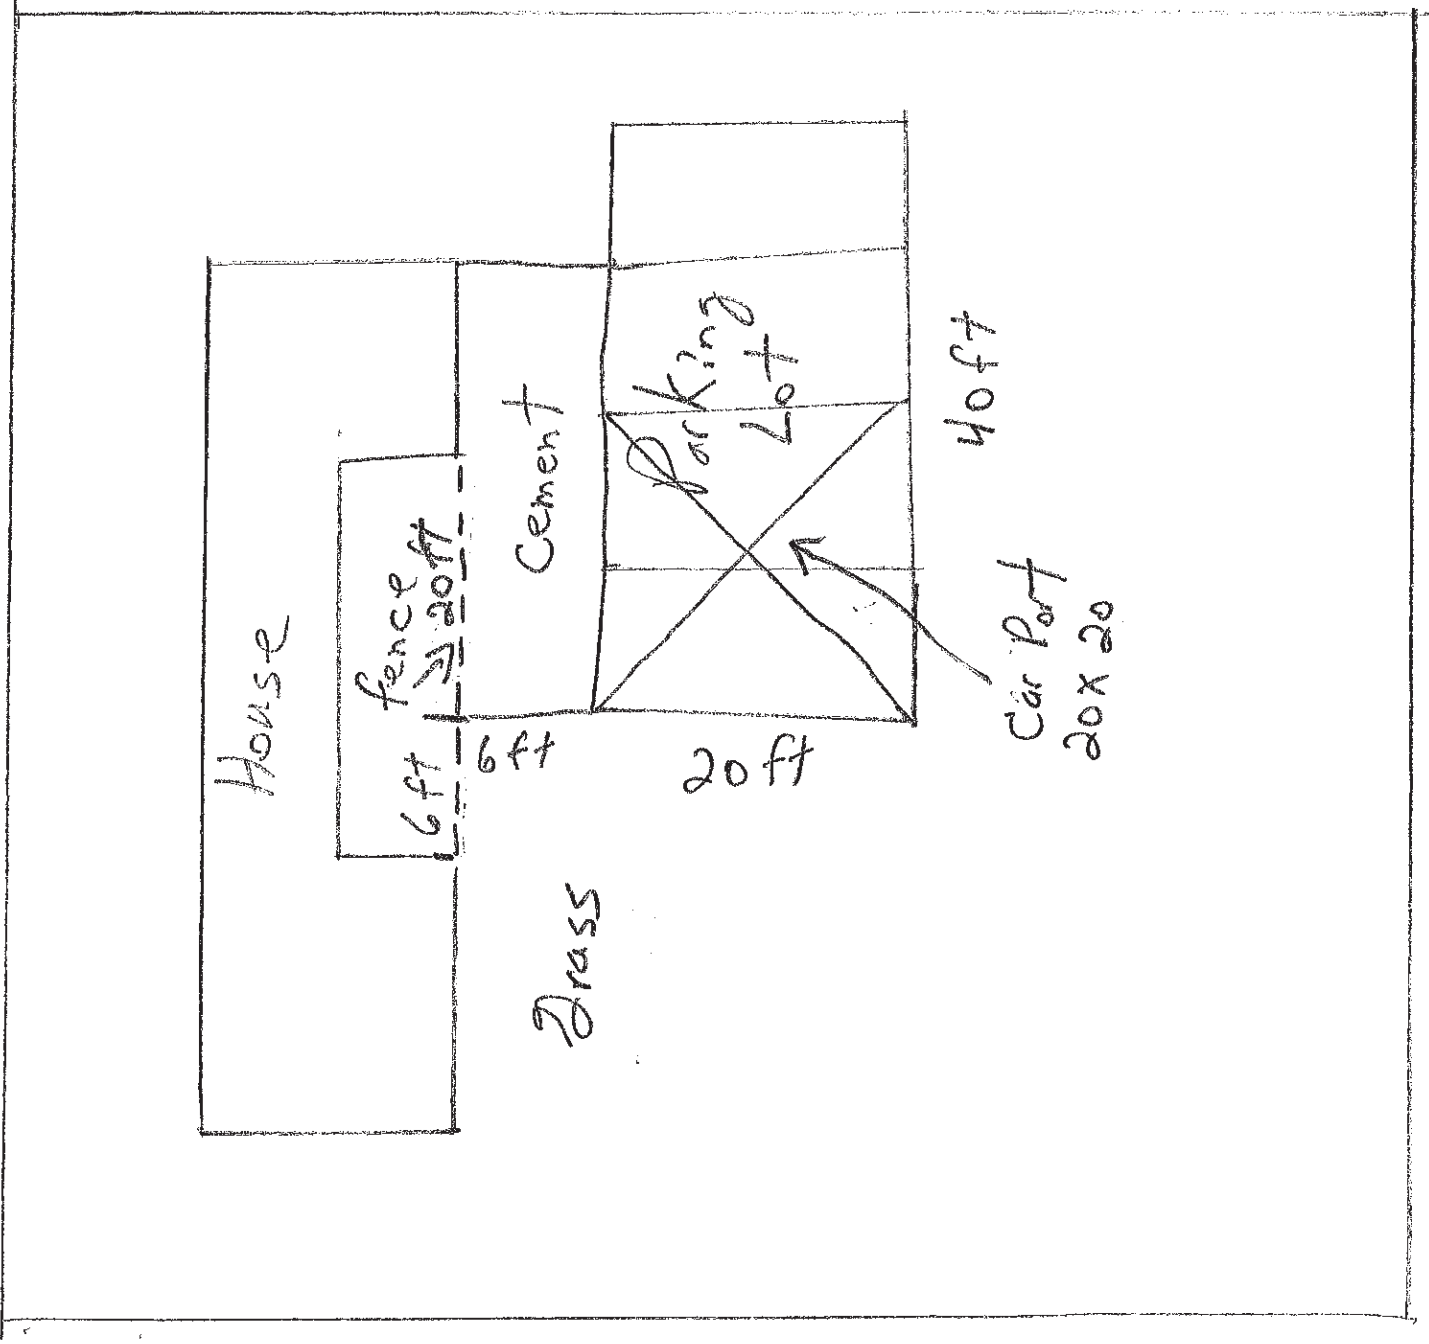 House
fence
20ft
6ft
6ft
Cement
Parking
Lot
20ft
40ft
Car Port
20x20
Grass